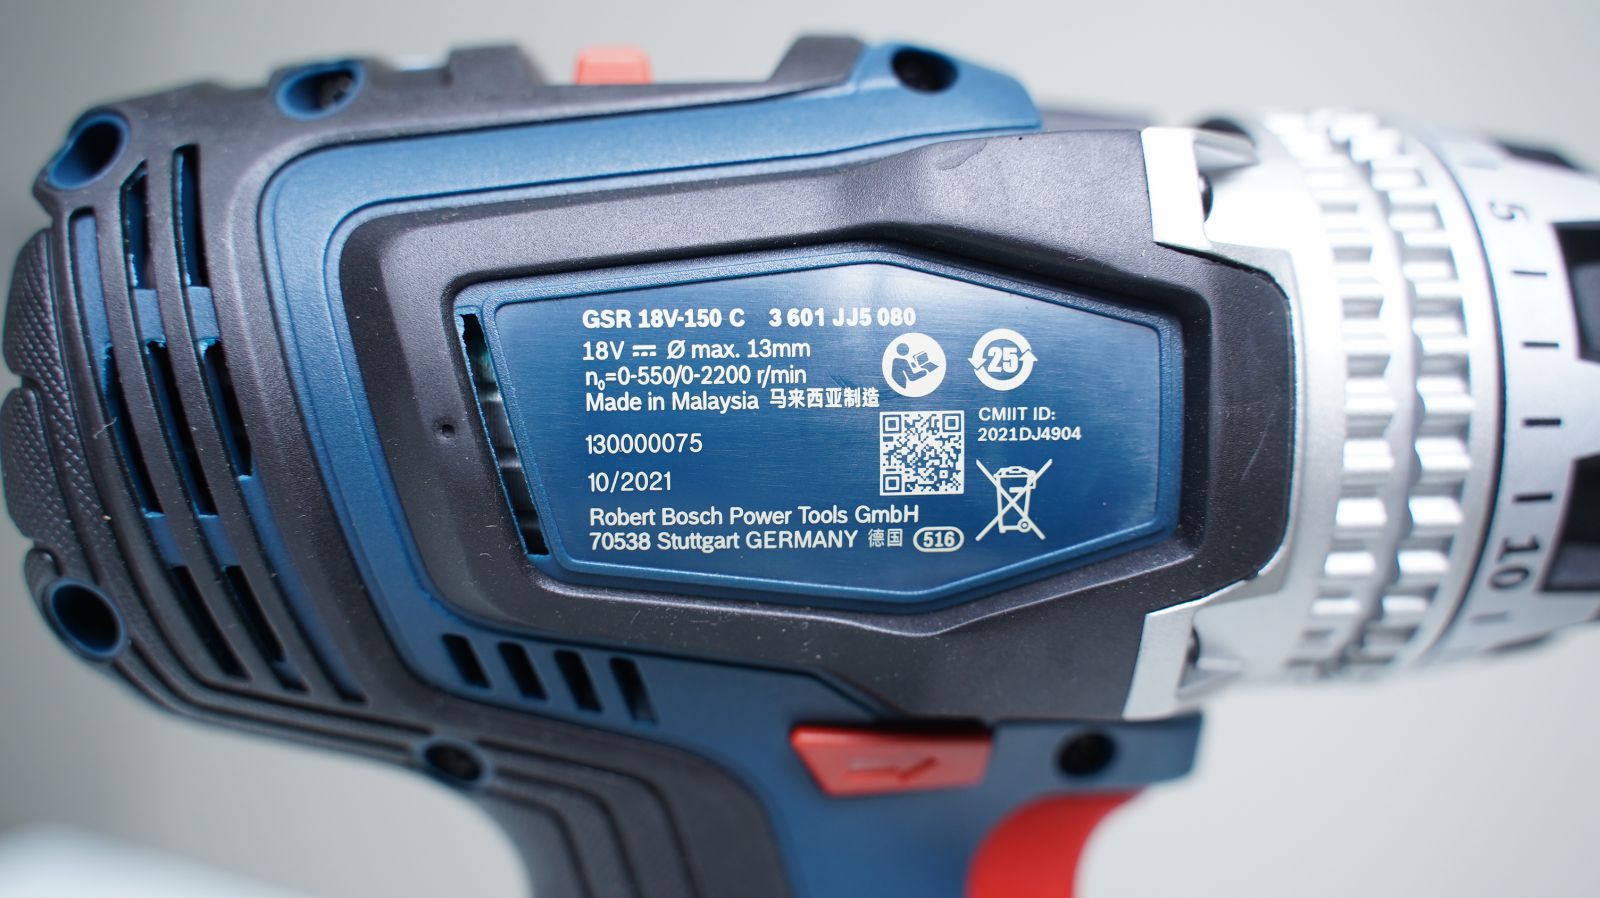 GSR 18V-150 C 3 601 JJ5 080
18V ⎓ Ø max. 13mm
n₀=0-550/0-2200 r/min
Made in Malaysia 马来西亚制造
130000075
10/2021
Robert Bosch Power Tools GmbH
70538 Stuttgart GERMANY 德国 516
25
CMIIT ID:
2021DJ4904
5
10